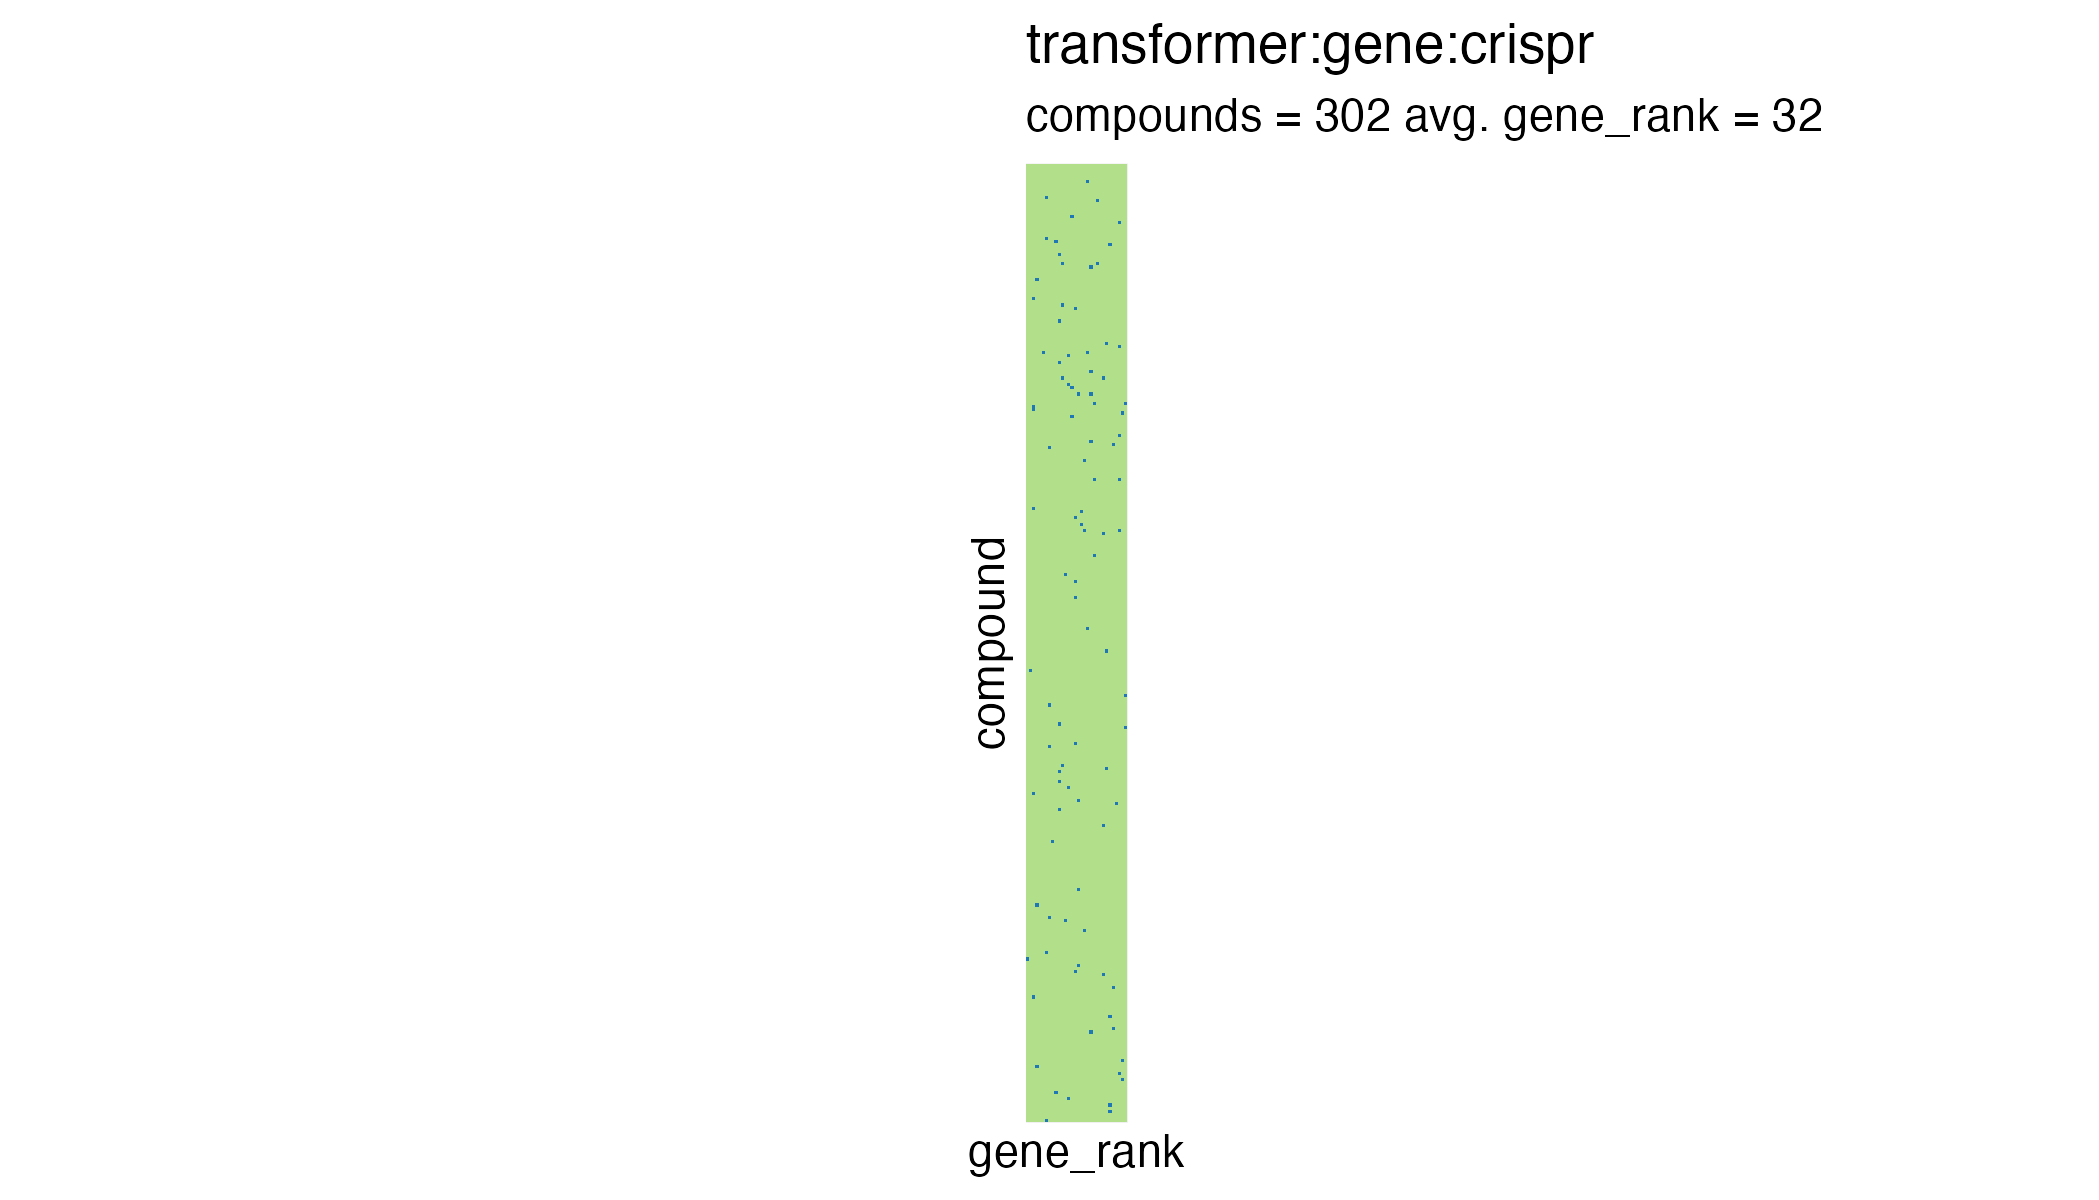 transformer:gene:crispr
compounds = 302 avg. gene_rank = 32
compound
gene_rank